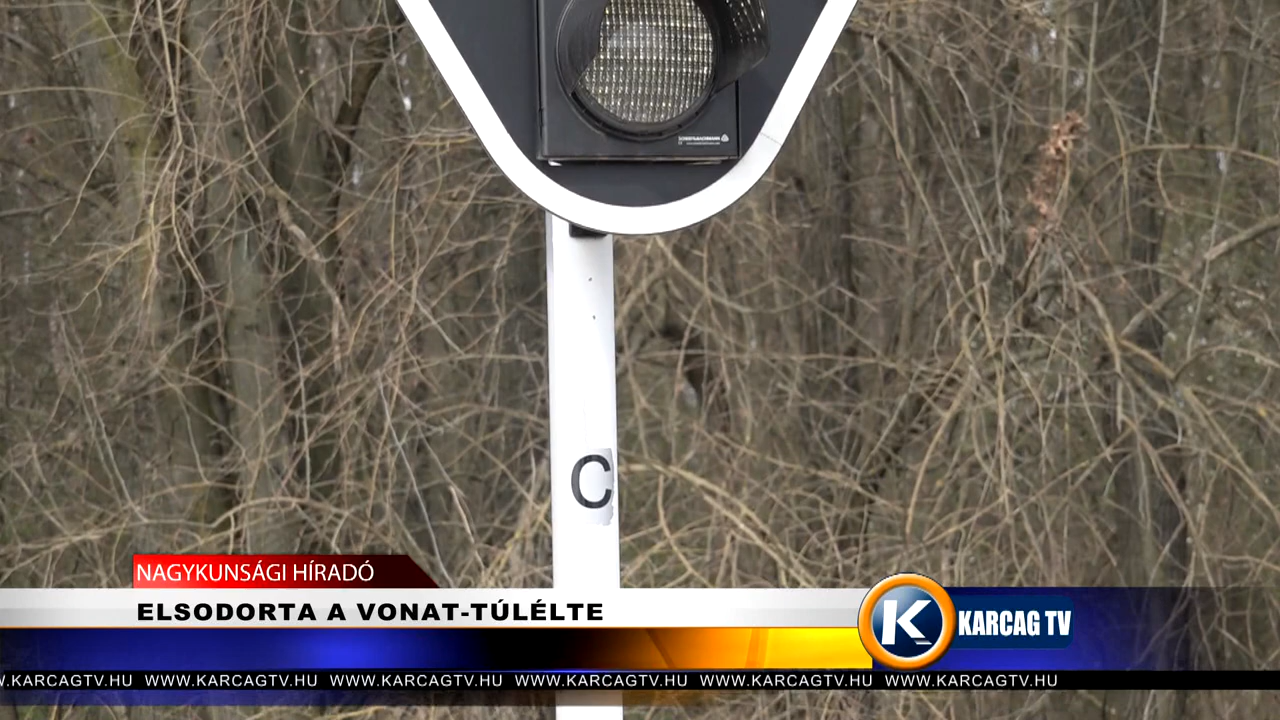 C
NAGYKUNSÁGI HÍRADÓ
ELSODORTA A VONAT-TÚLÉLTE
K KARCAG TV
W.KARCAGTV.HU WWW.KARCAGTV.HU WWW.KARCAGTV.HU WWW.KARCAGTV.HU WWW.KARCAGTV.HU WWW.KARCAGTV.HU